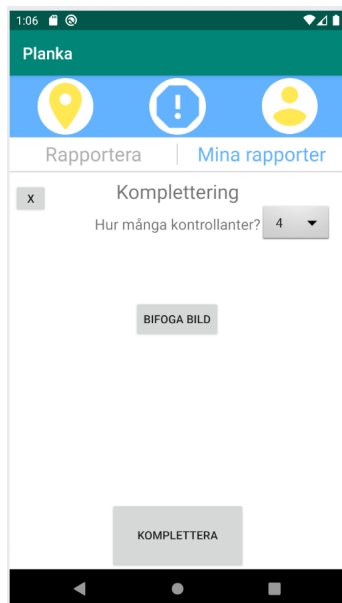 1:06
Planka
Rapportera Mina rapporter
x Komplettering
Hur många kontrollanter? 4
BIFOGA BILD
KOMPLETTERA